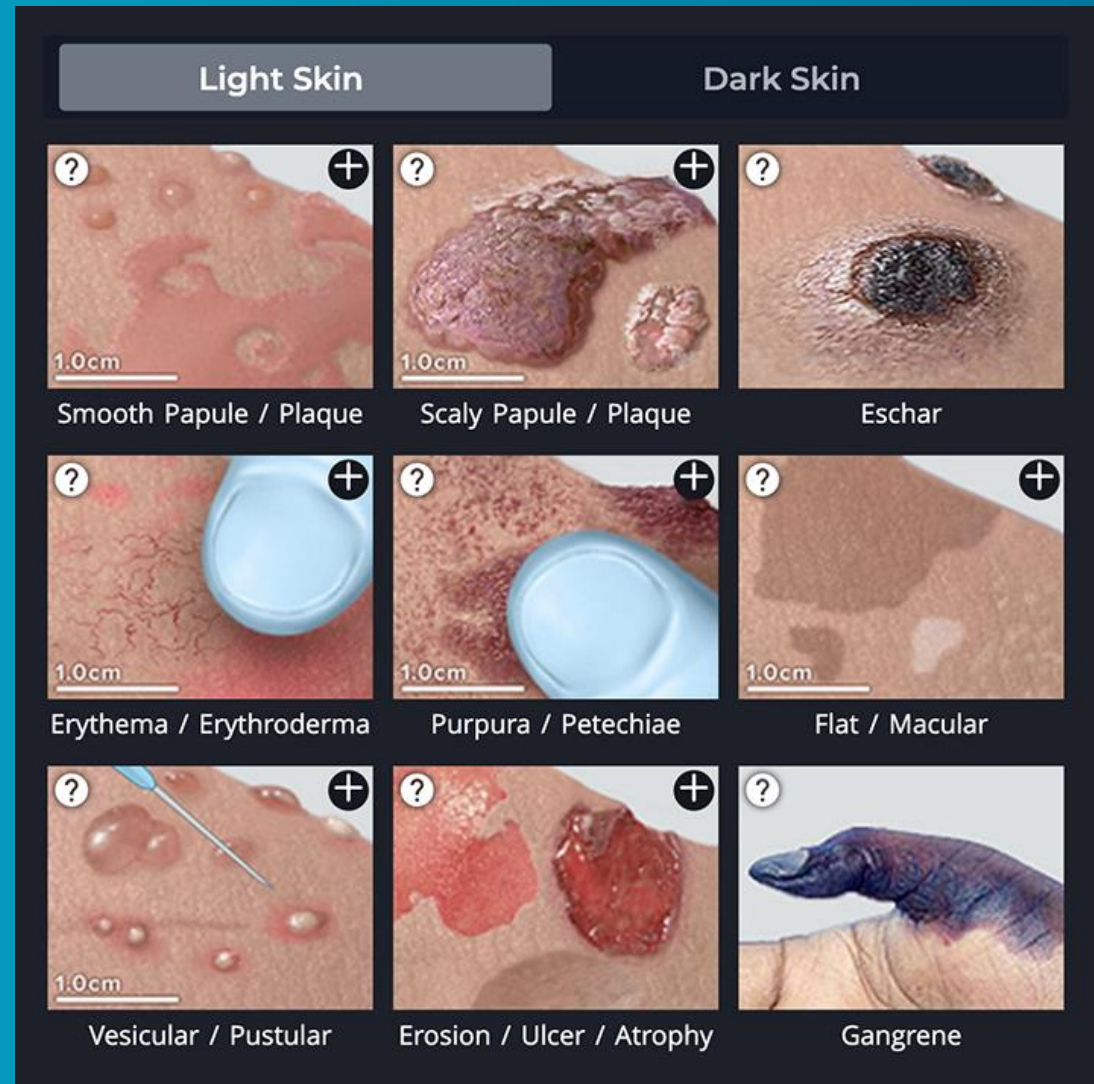 Light Skin
Dark Skin
?
+
?
+
?
1.0cm
1.0cm
Smooth Papule / Plaque
Scaly Papule / Plaque
Eschar
?
+
?
+
?
+
1.0cm
1.0cm
1.0cm
Erythema / Erythroderma
Purpura / Petechiae
Flat / Macular
?
+
?
+
?
1.0cm
Vesicular / Pustular
Erosion / Ulcer / Atrophy
Gangrene